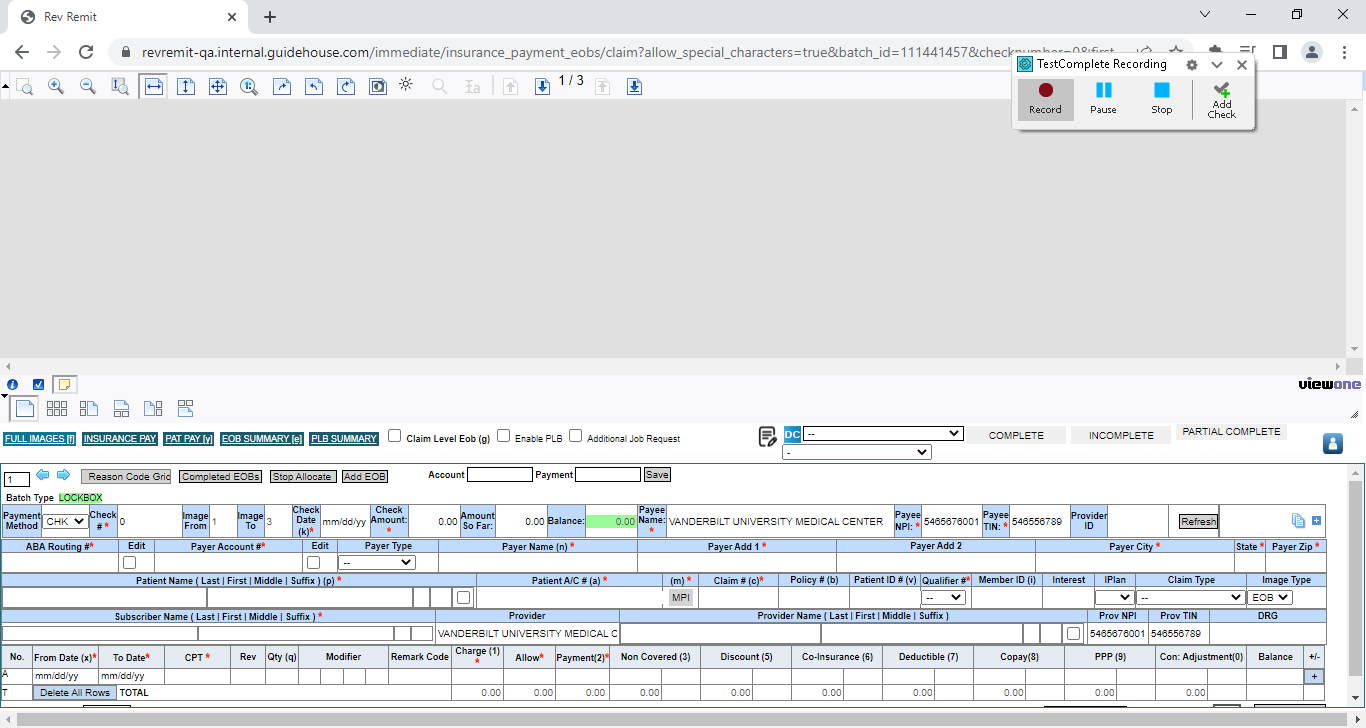 Rev Remit
revremit-qa.internal.guidehouse.com/immediate/insurance_payment_eobs/claim?allow_special_characters=true&batch_id=111441457&checknumber=0&first
TestComplete Recording
Record Pause Stop Add Check
1 / 3
viewone
FULL IMAGES [f] INSURANCE PAY PAT PAY [y] EOB SUMMARY [e] PLB SUMMARY Claim Level Eob (g) Enable PLB Additional Job Request DC -- COMPLETE INCOMPLETE PARTIAL COMPLETE
-
1 Reason Code Grid Completed EOBs Stop Allocate Add EOB Account Payment Save
Batch Type LOCKBOX
Payment Method CHK Check #* 0 Image From 1 Image To 3 Check Date (k)* mm/dd/yy Check Amount: * 0.00 Amount So Far: 0.00 Balance: 0.00 Payee Name: * VANDERBILT UNIVERSITY MEDICAL CENTER Payee NPI: * 5465676001 Payee TIN: * 546556789 Provider ID Refresh
ABA Routing #* Edit Payer Account #* Edit Payer Type Payer Name (n) * Payer Add 1 * Payer Add 2 Payer City * State * Payer Zip *
--
Patient Name ( Last | First | Middle | Suffix ) (p) * Patient A/C # (a) * (m) * Claim # (c)* Policy # (b) Patient ID # (v) Qualifier #* Member ID (i) Interest IPlan Claim Type Image Type
MPI -- -- EOB
Subscriber Name ( Last | First | Middle | Suffix ) * Provider Provider Name ( Last | First | Middle | Suffix ) Prov NPI Prov TIN DRG
VANDERBILT UNIVERSITY MEDICAL C 5465676001 546556789
No. From Date (x)* To Date* CPT * Rev Qty (q) Modifier Remark Code Charge (1) * Allow* Payment(2)* Non Covered (3) Discount (5) Co-Insurance (6) Deductible (7) Copay(8) PPP (9) Con: Adjustment(0) Balance +/-
A mm/dd/yy mm/dd/yy +
T Delete All Rows TOTAL 0.00 0.00 0.00 0.00 0.00 0.00 0.00 0.00 0.00 0.00